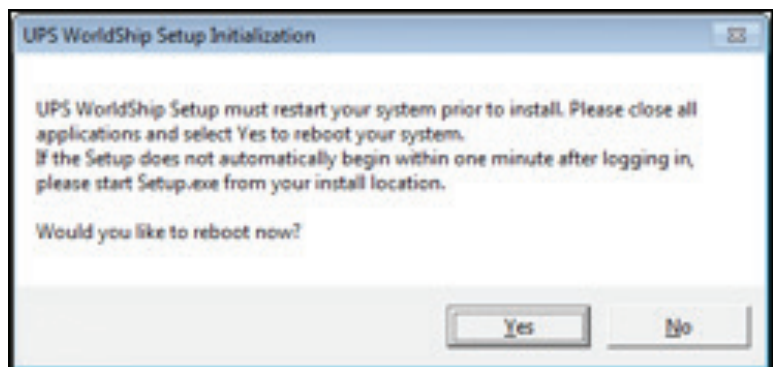 UPS WorldShip Setup Initialization
UPS WorldShip Setup must restart your system prior to install. Please close all
applications and select Yes to reboot your system.
If the Setup does not automatically begin within one minute after logging in,
please start Setup.exe from your install location.
Would you like to reboot now?
Yes
No